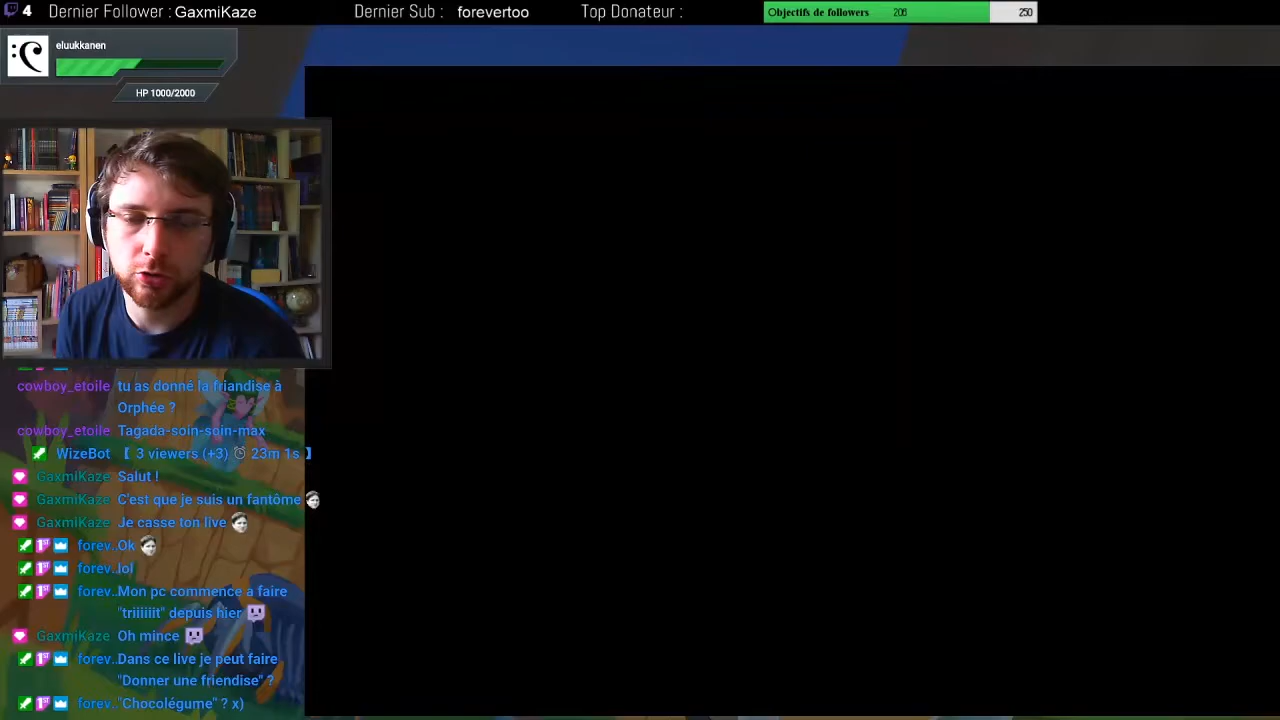 4 Dernier Follower : GaxmiKaze Dernier Sub : forevertoo Top Donateur : Objectifs de followers 206 250
eluukkanen
HP 1000/2000
cowboy_etoile tu as donné la friandise à
Orphée ?
cowboy_etoile Tagada-soin-soin-max
WizeBot 【 3 viewers (+3) ⏰ 23m 1s 】
GaxmiKaze Salut !
GaxmiKaze C'est que je suis un fantôme
GaxmiKaze Je casse ton live
forev.. Ok
forev.. lol
forev.. Mon pc commence a faire
"triiiiiit" depuis hier
GaxmiKaze Oh mince
forev.. Dans ce live je peut faire
"Donner une friendise" ?
forev.. "Chocolégume" ? x)